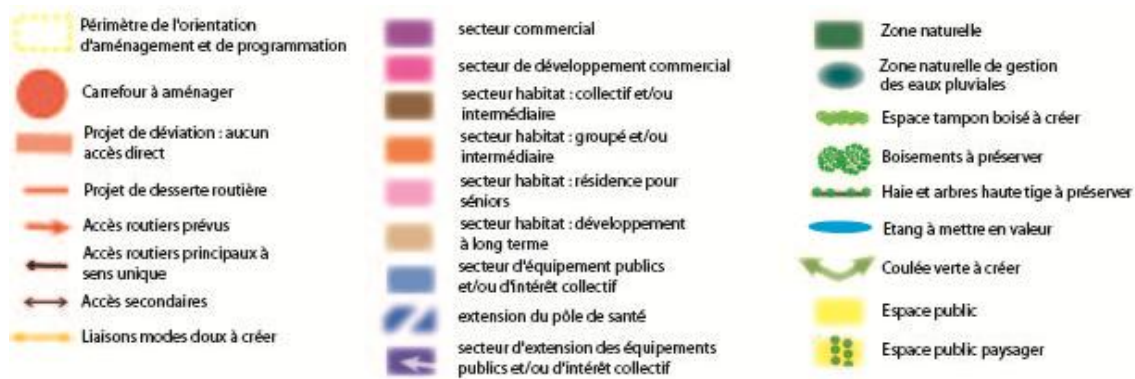 Périmètre de l'orientation
d'aménagement et de programmation
Carrefour à aménager
Projet de déviation : aucun
accès direct
Projet de desserte routière
Accès routiers prévus
Accès routiers principaux à
sens unique
Accès secondaires
Liaisons modes doux à créer
secteur commercial
secteur de développement commercial
secteur habitat : collectif et/ou
intermédiaire
secteur habitat : groupé et/ou
intermédiaire
secteur habitat : résidence pour
séniors
secteur habitat : développement
à long terme
secteur d'équipement publics
et/ou d'intérêt collectif
extension du pôle de santé
secteur d'extension des équipements
publics et/ou d'intérêt collectif
Zone naturelle
Zone naturelle de gestion
des eaux pluviales
Espace tampon boisé à créer
Boisements à préserver
Haie et arbres haute tige à préserver
Etang à mettre en valeur
Coulée verte à créer
Espace public
Espace public paysager